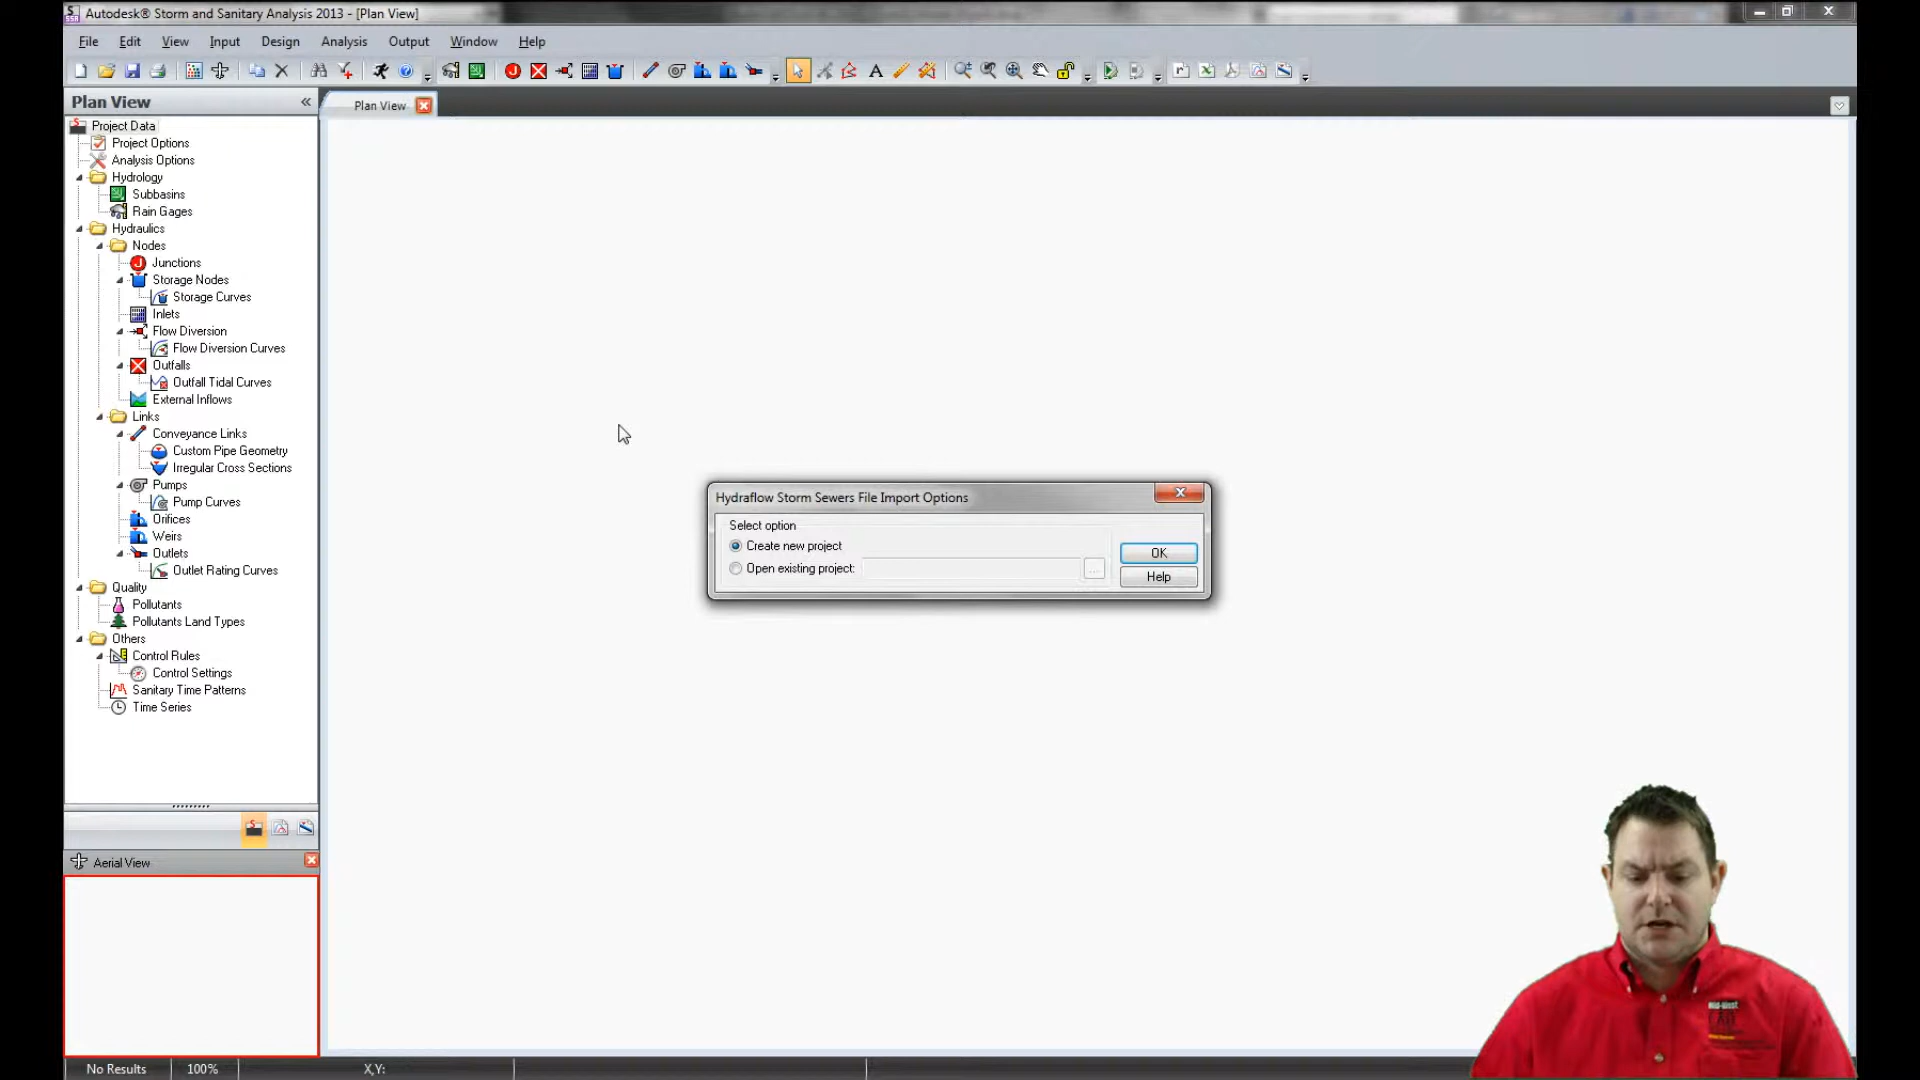 Autodesk® Storm and Sanitary Analysis 2013 - [Plan View]
File Edit View Input Design Analysis Output Window Help
Plan View
Plan View
Project Data
Project Options
Analysis Options
Hydrology
Subbasins
Rain Gages
Hydraulics
Nodes
Junctions
Storage Nodes
Storage Curves
Inlets
Flow Diversion
Flow Diversion Curves
Outfalls
Outfall Tidal Curves
External Inflows
Links
Conveyance Links
Custom Pipe Geometry
Irregular Cross Sections
Pumps
Pump Curves
Orifices
Weirs
Outlets
Outlet Rating Curves
Quality
Pollutants
Pollutants Land Types
Others
Control Rules
Control Settings
Sanitary Time Patterns
Time Series
Aerial View
Hydraflow Storm Sewers File Import Options
Select option
Create new project
Open existing project:
...
OK
Help
No Results 100% X,Y: